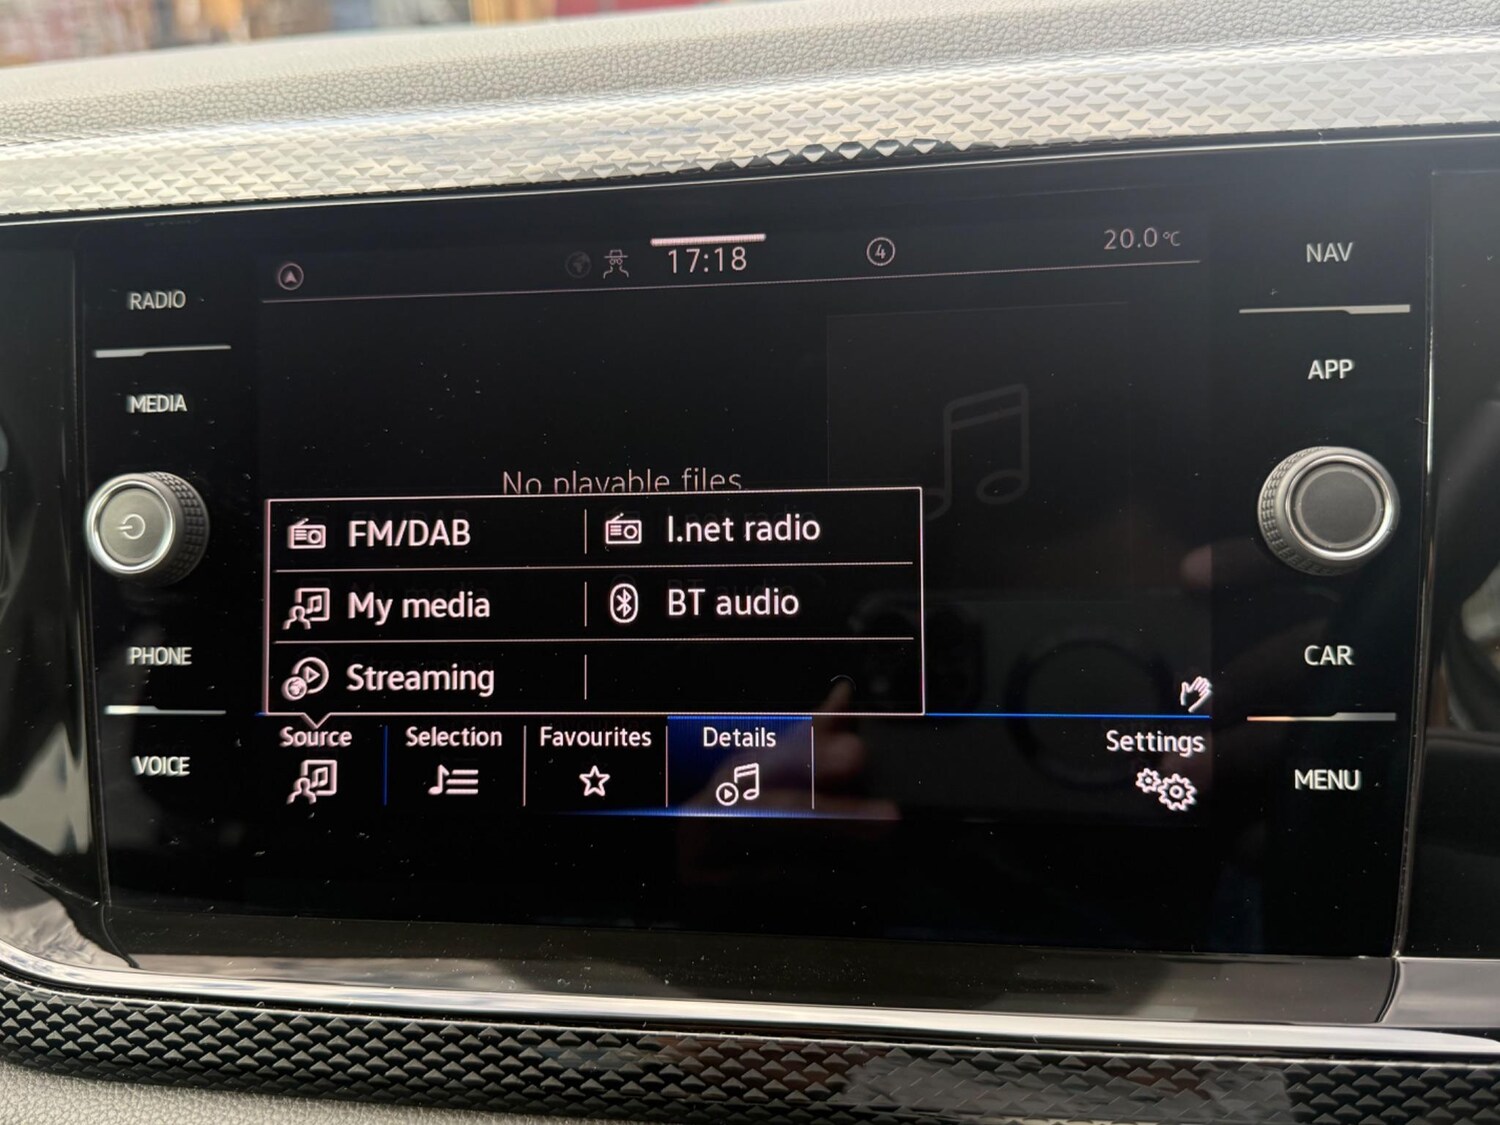 17:18
4
20.0°C
RADIO
MEDIA
PHONE
VOICE
NAV
APP
CAR
MENU
No playable files.
FM/DAB
I.net radio
My media
BT audio
Streaming
Source
Selection
Favourites
Details
Settings